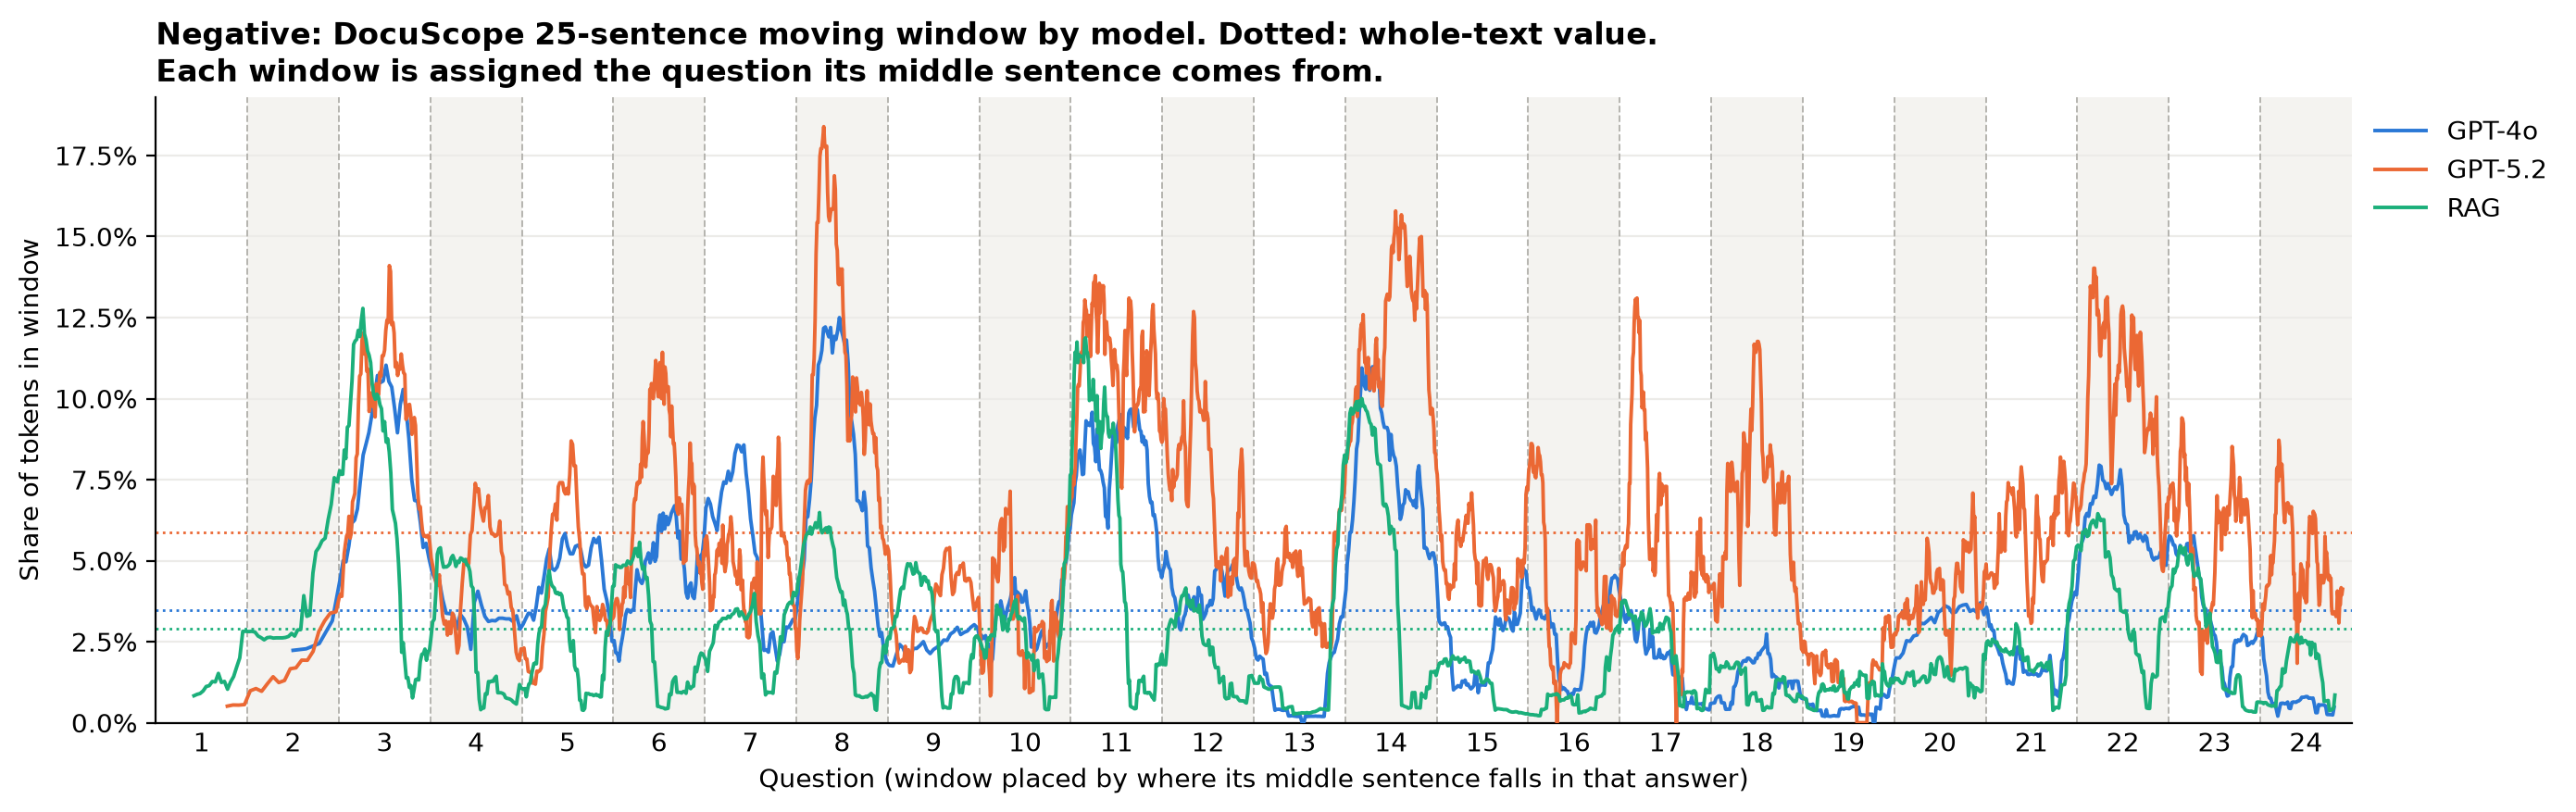 Negative: DocuScope 25-sentence moving window by model. Dotted: whole-text value.
Each window is assigned the question its middle sentence comes from.
GPT-4o
GPT-5.2
RAG
Share of tokens in window
17.5%
15.0%
12.5%
10.0%
7.5%
5.0%
2.5%
0.0%
1 2 3 4 5 6 7 8 9 10 11 12 13 14 15 16 17 18 19 20 21 22 23 24
Question (window placed by where its middle sentence falls in that answer)